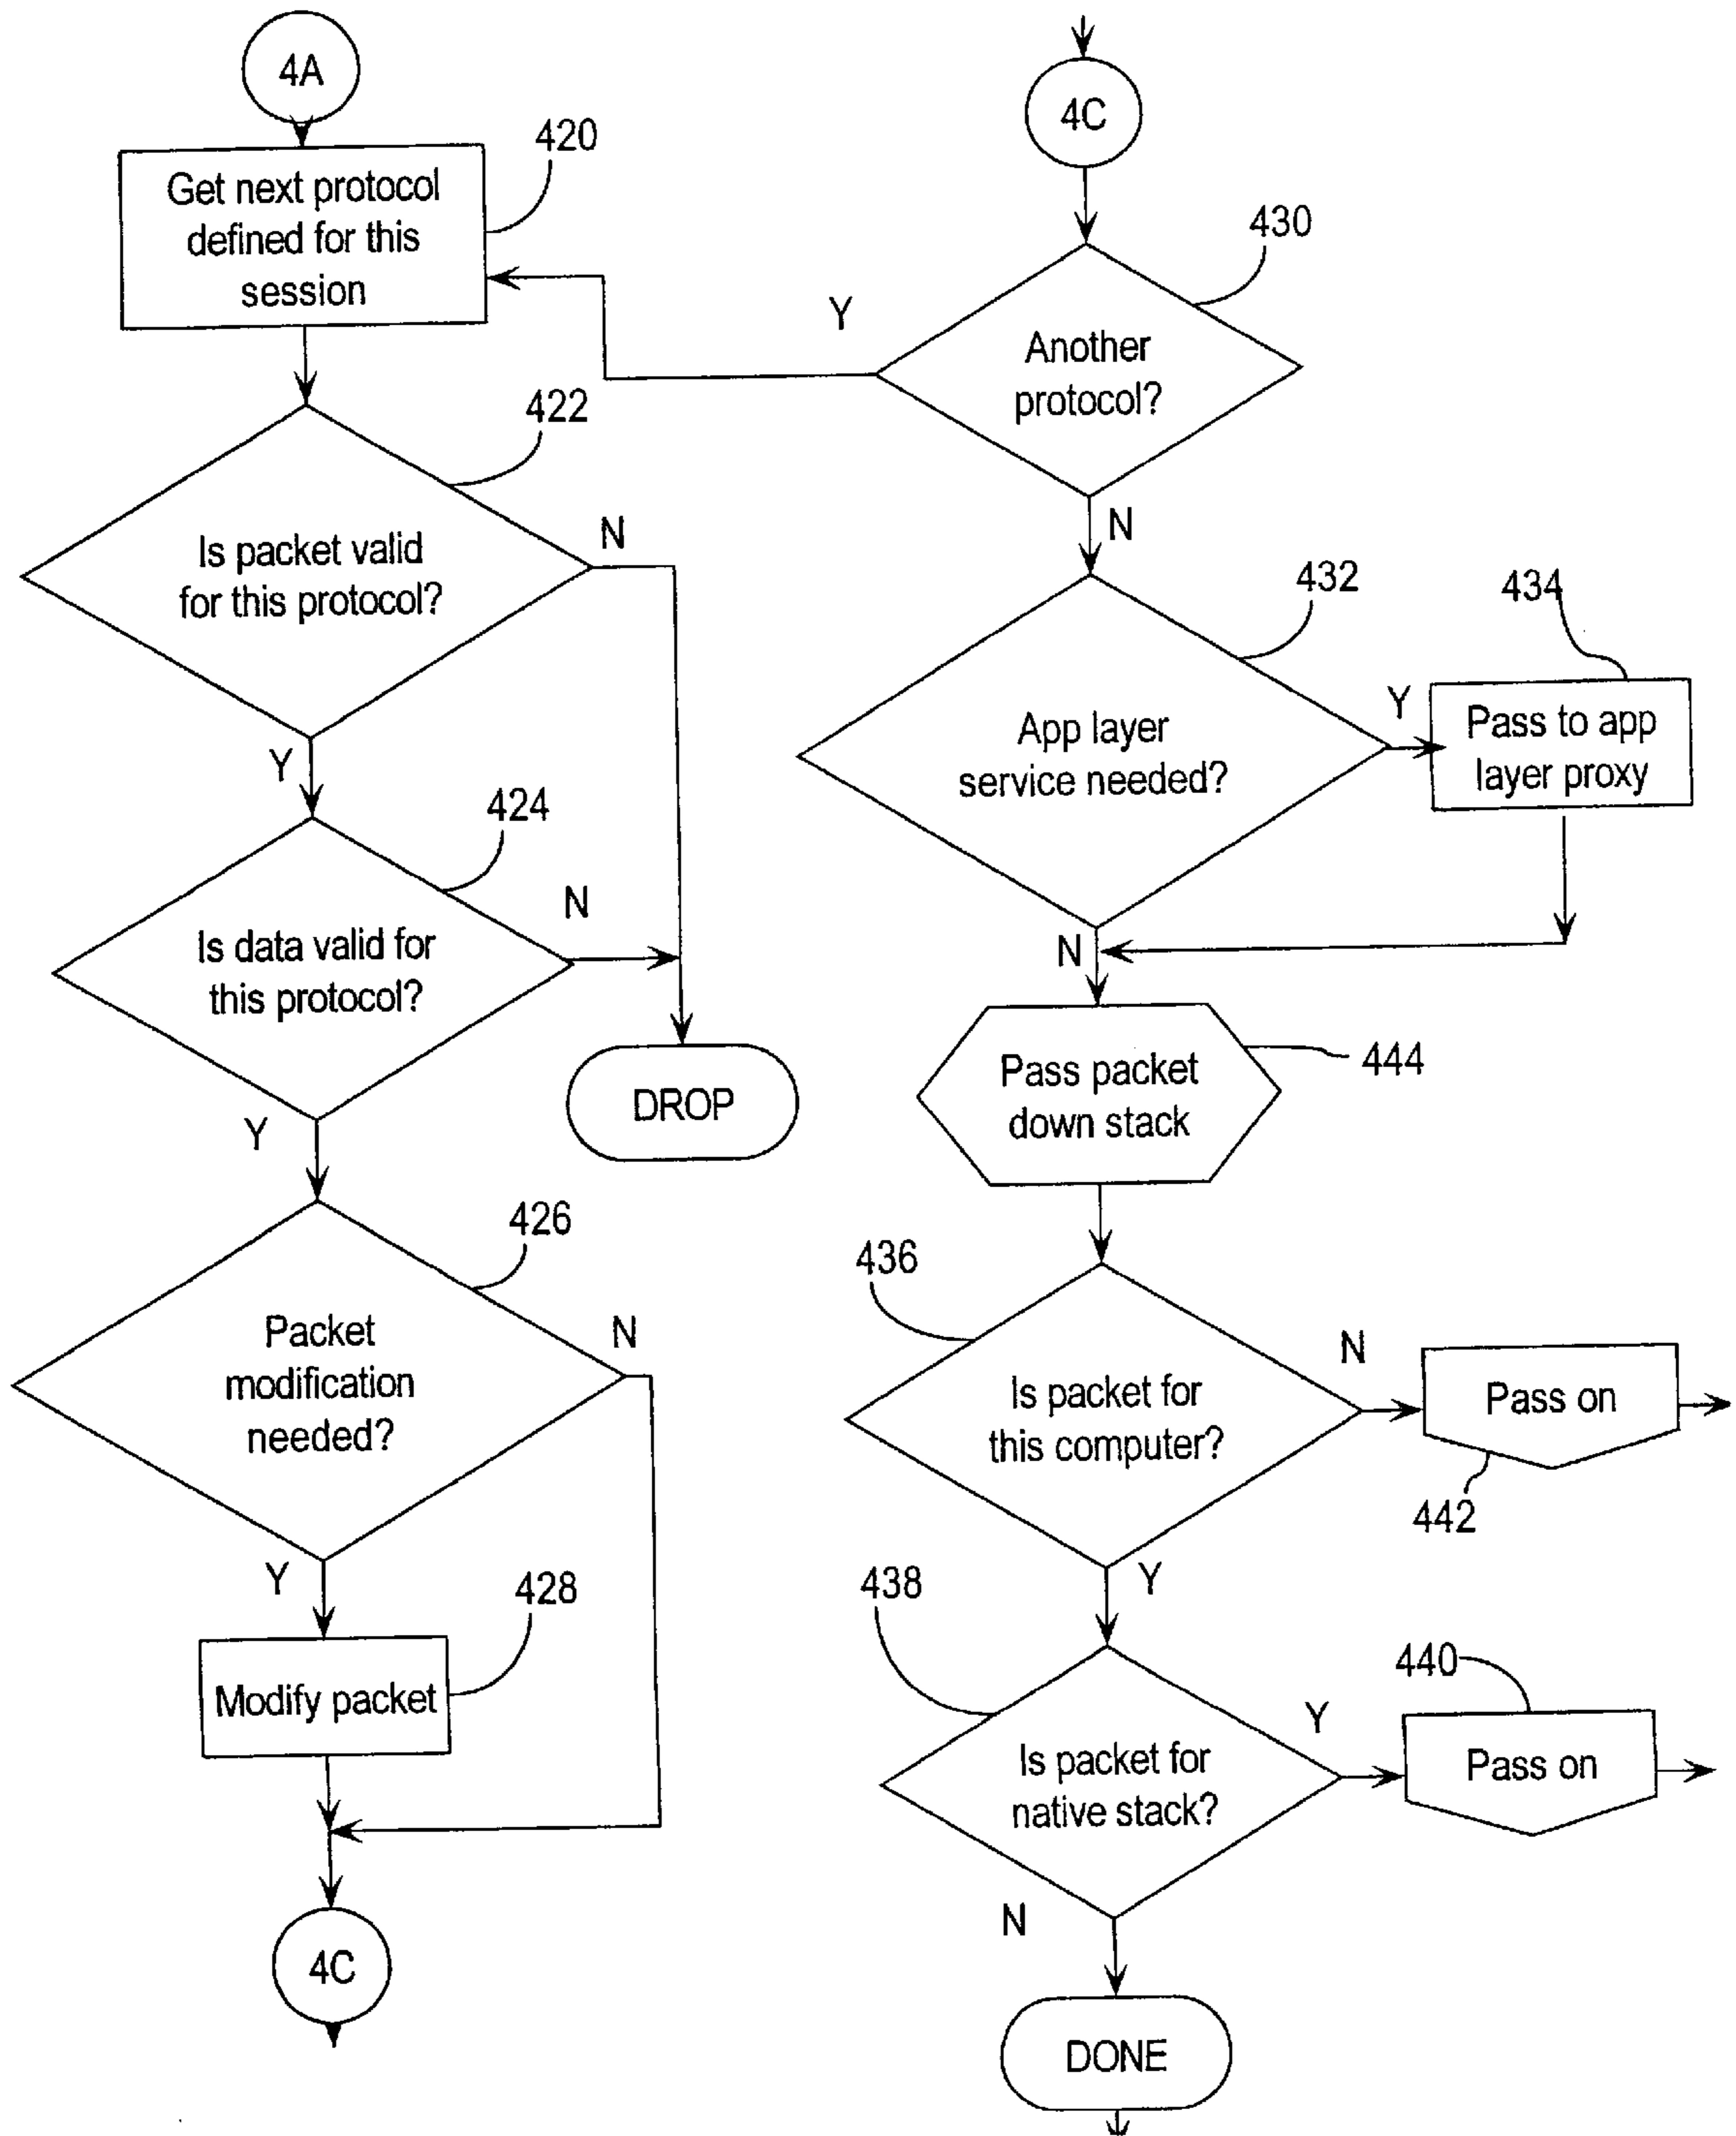 4A
420
Get next protocol
defined for this
session
422
Is packet valid
for this protocol?
N
Y
424
Is data valid for
this protocol?
N
DROP
Y
426
Packet
modification
needed?
N
Y
428
Modify packet
4C
4C
430
Another
protocol?
Y
N
432
App layer
service needed?
Y
434
Pass to app
layer proxy
N
Pass packet
down stack
444
436
Is packet for
this computer?
N
Pass on
442
Y
438
Is packet for
native stack?
Y
440
Pass on
N
DONE